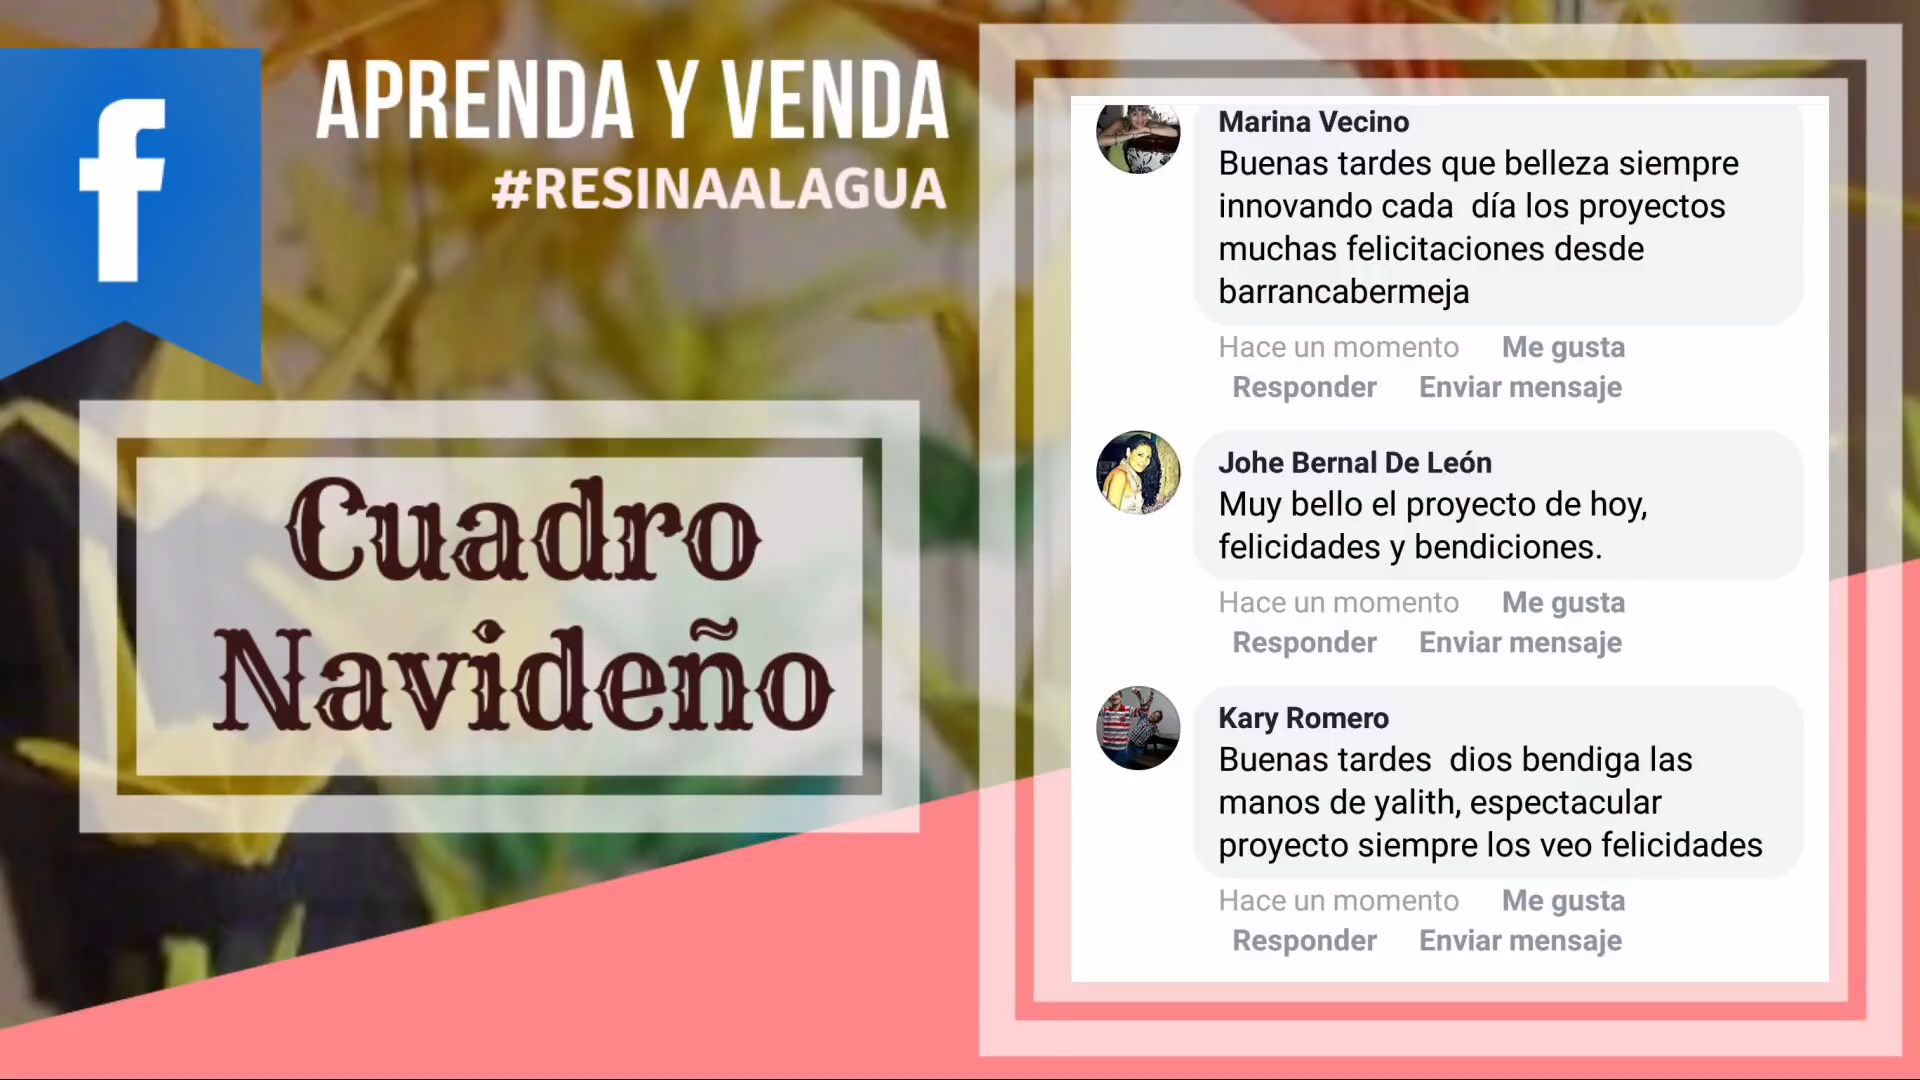 f
APRENDA Y VENDA
#RESINAALAGUA
Cuadro
Navideño
Marina Vecino
Buenas tardes que belleza siempre
innovando cada  día los proyectos
muchas felicitaciones desde
barrancabermeja
Hace un momento Me gusta
Responder Enviar mensaje
Johe Bernal De León
Muy bello el proyecto de hoy,
felicidades y bendiciones.
Hace un momento Me gusta
Responder Enviar mensaje
Kary Romero
Buenas tardes  dios bendiga las
manos de yalith, espectacular
proyecto siempre los veo felicidades
Hace un momento Me gusta
Responder Enviar mensaje